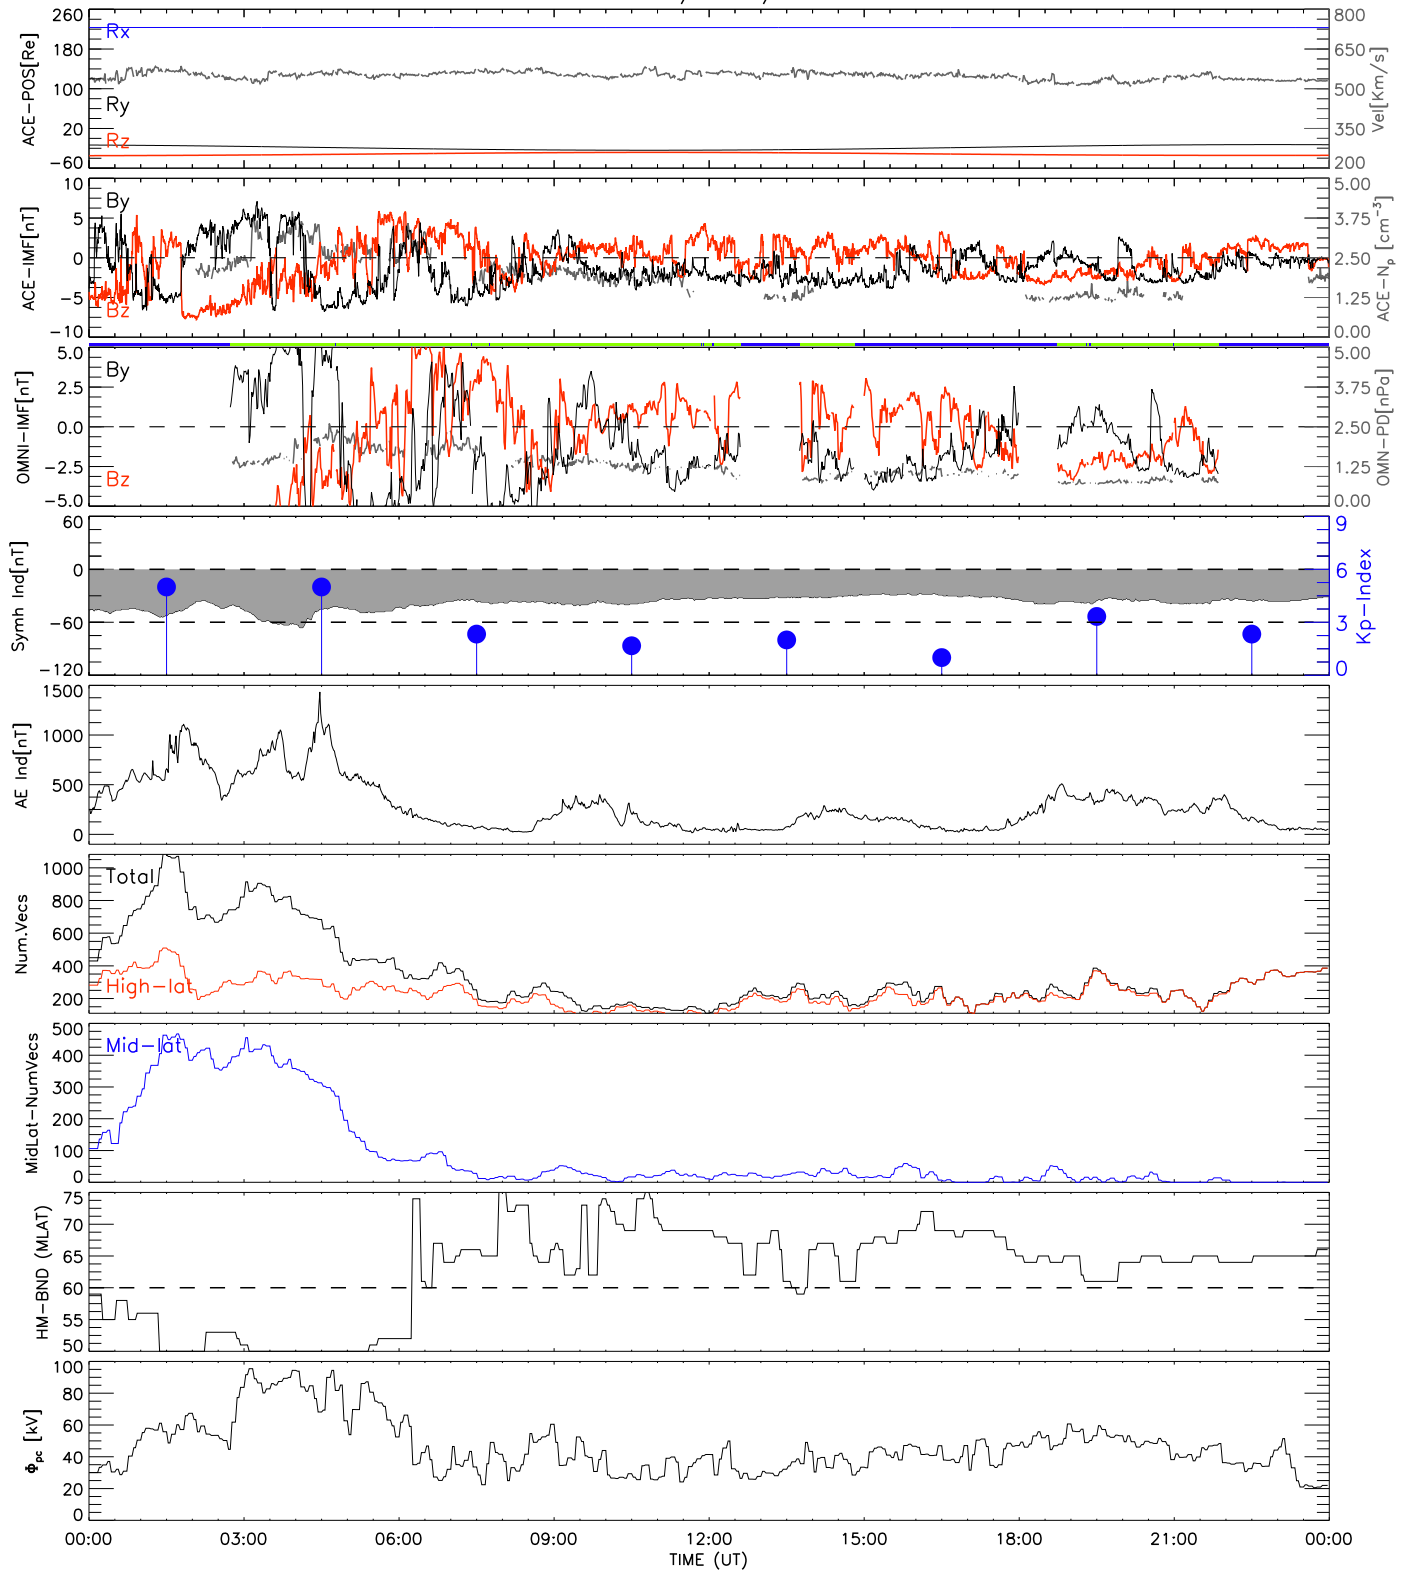 260
180
100
20
−60
ACE−POS[Re]
Rx
Ry
Rz
800
650
500
350
200
Vel[Km/s]
10
5
0
−5
−10
ACE−IMF[nT]
By
Bz
5.00
3.75
2.50
1.25
0.00
ACE−Np [cm−3]
5.0
2.5
0.0
−2.5
−5.0
OMNI−IMF[nT]
By
Bz
5.00
3.75
2.50
1.25
0.00
OMN−PD[nPa]
60
0
−60
−120
Symh Ind[nT]
9
6
3
0
Kp−Index
1500
1000
500
0
AE Ind[nT]
1000
800
600
400
200
Num.Vecs
Total
High−lat
500
400
300
200
100
0
MidLat−NumVecs
Mid−lat
75
70
65
60
55
50
HM−BND (MLAT)
100
80
60
40
20
0
Φpc [kV]
00:00 03:00 06:00 09:00 12:00 15:00 18:00 21:00 00:00
TIME (UT)